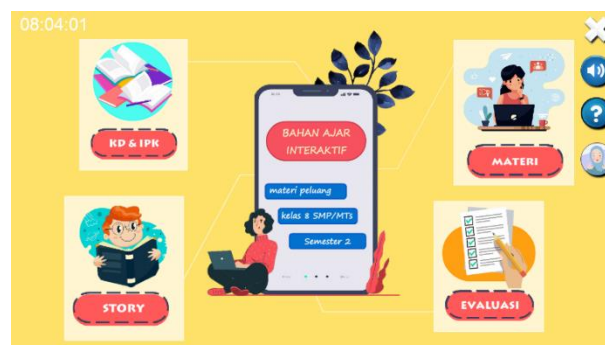 08:04:01
KD & IPK
BAHAN AJAR
INTERAKTIF
materi peluang
kelas 8 SMP/MTs
Semester 2
MATERI
?
STORY
EVALUASI